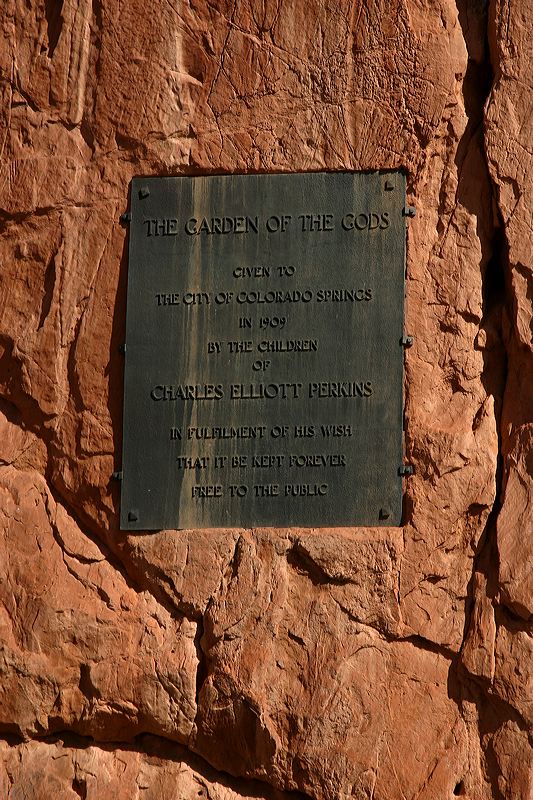 THE GARDEN OF THE GODS
GIVEN TO
THE CITY OF COLORADO SPRINGS
IN 1909
BY THE CHILDREN
OF
CHARLES ELLIOTT PERKINS
IN FULFILMENT OF HIS WISH
THAT IT BE KEPT FOREVER
FREE TO THE PUBLIC